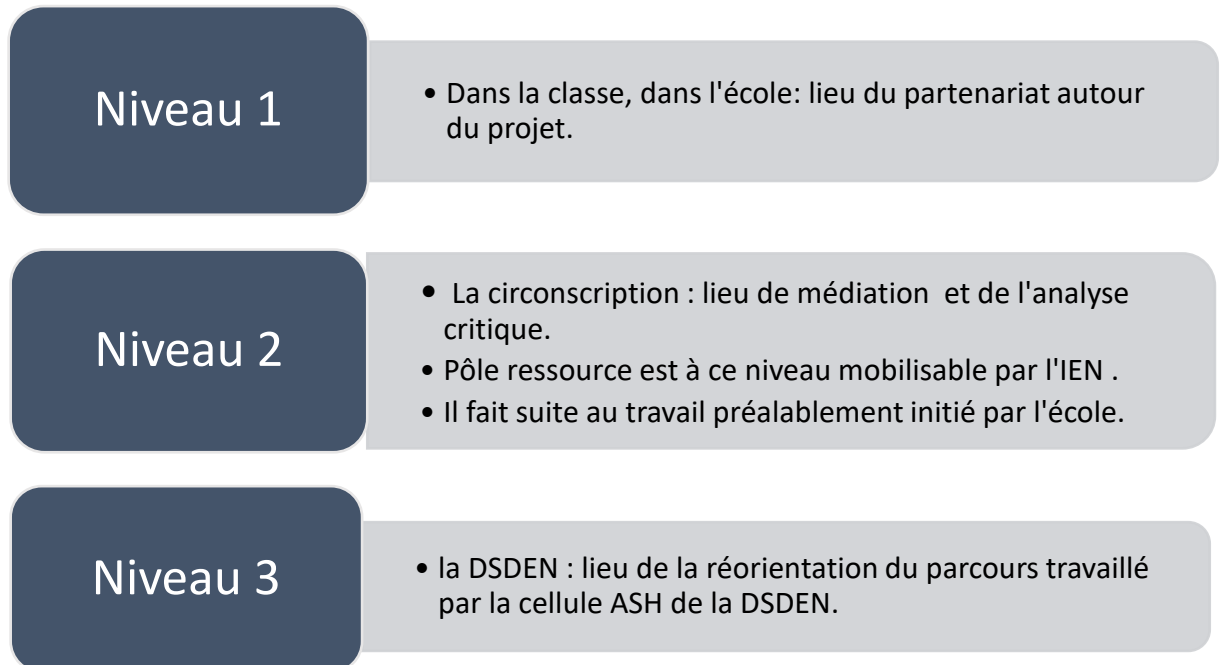 Niveau 1
• Dans la classe, dans l'école: lieu du partenariat autour
du projet.
Niveau 2
• La circonscription : lieu de médiation et de l'analyse
critique.
• Pôle ressource est à ce niveau mobilisable par l'IEN .
• Il fait suite au travail préalablement initié par l'école.
Niveau 3
• la DSDEN : lieu de la réorientation du parcours travaillé
par la cellule ASH de la DSDEN.